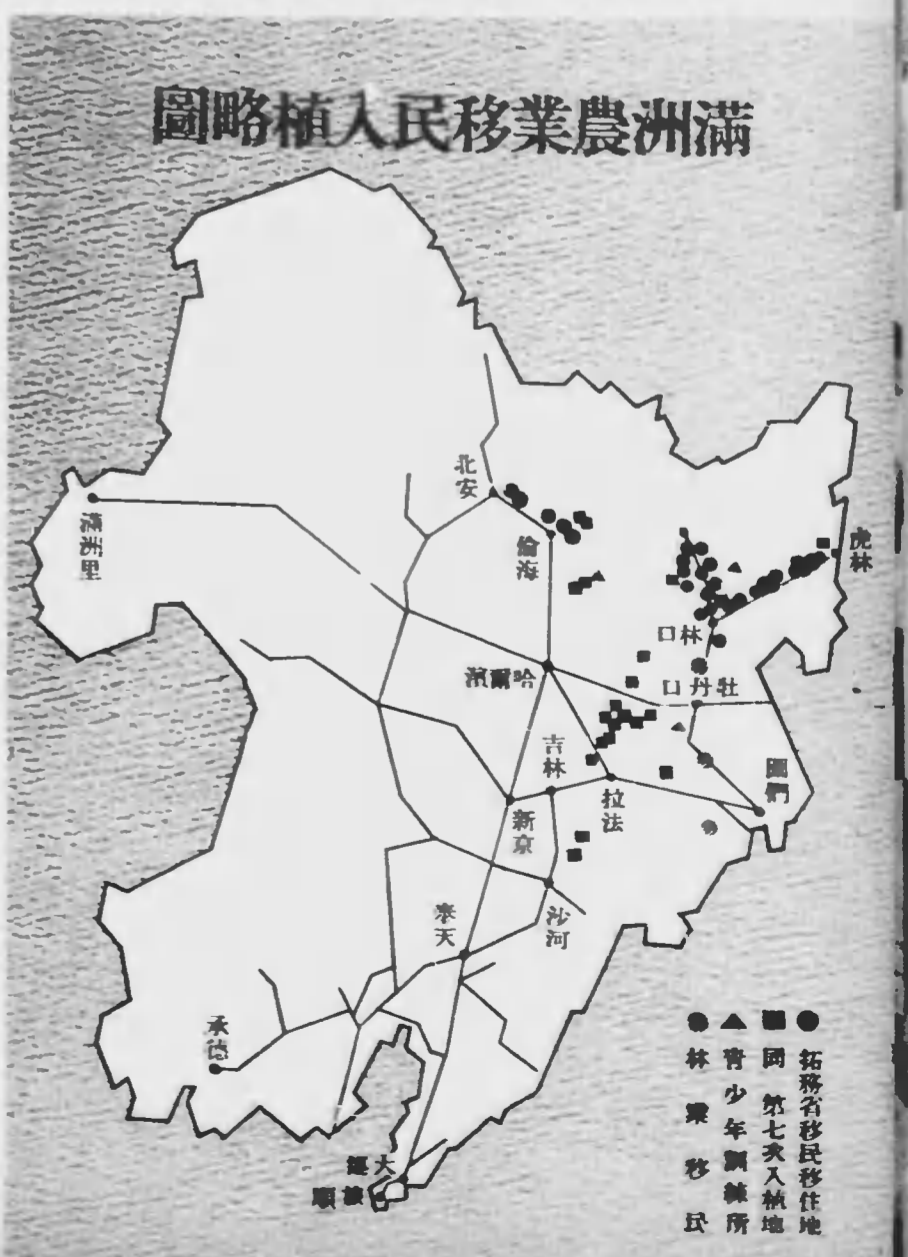 滿洲農業移民入植略圖
北安
滿洲里
倫海
虎林
林口
哈爾濱
牡丹口
吉林
拉法
圖們
新京
奉天
沙河
承德
大連
旅順
拓務省移民移住地
同 第七次入植地
青少年訓練所
林業移民